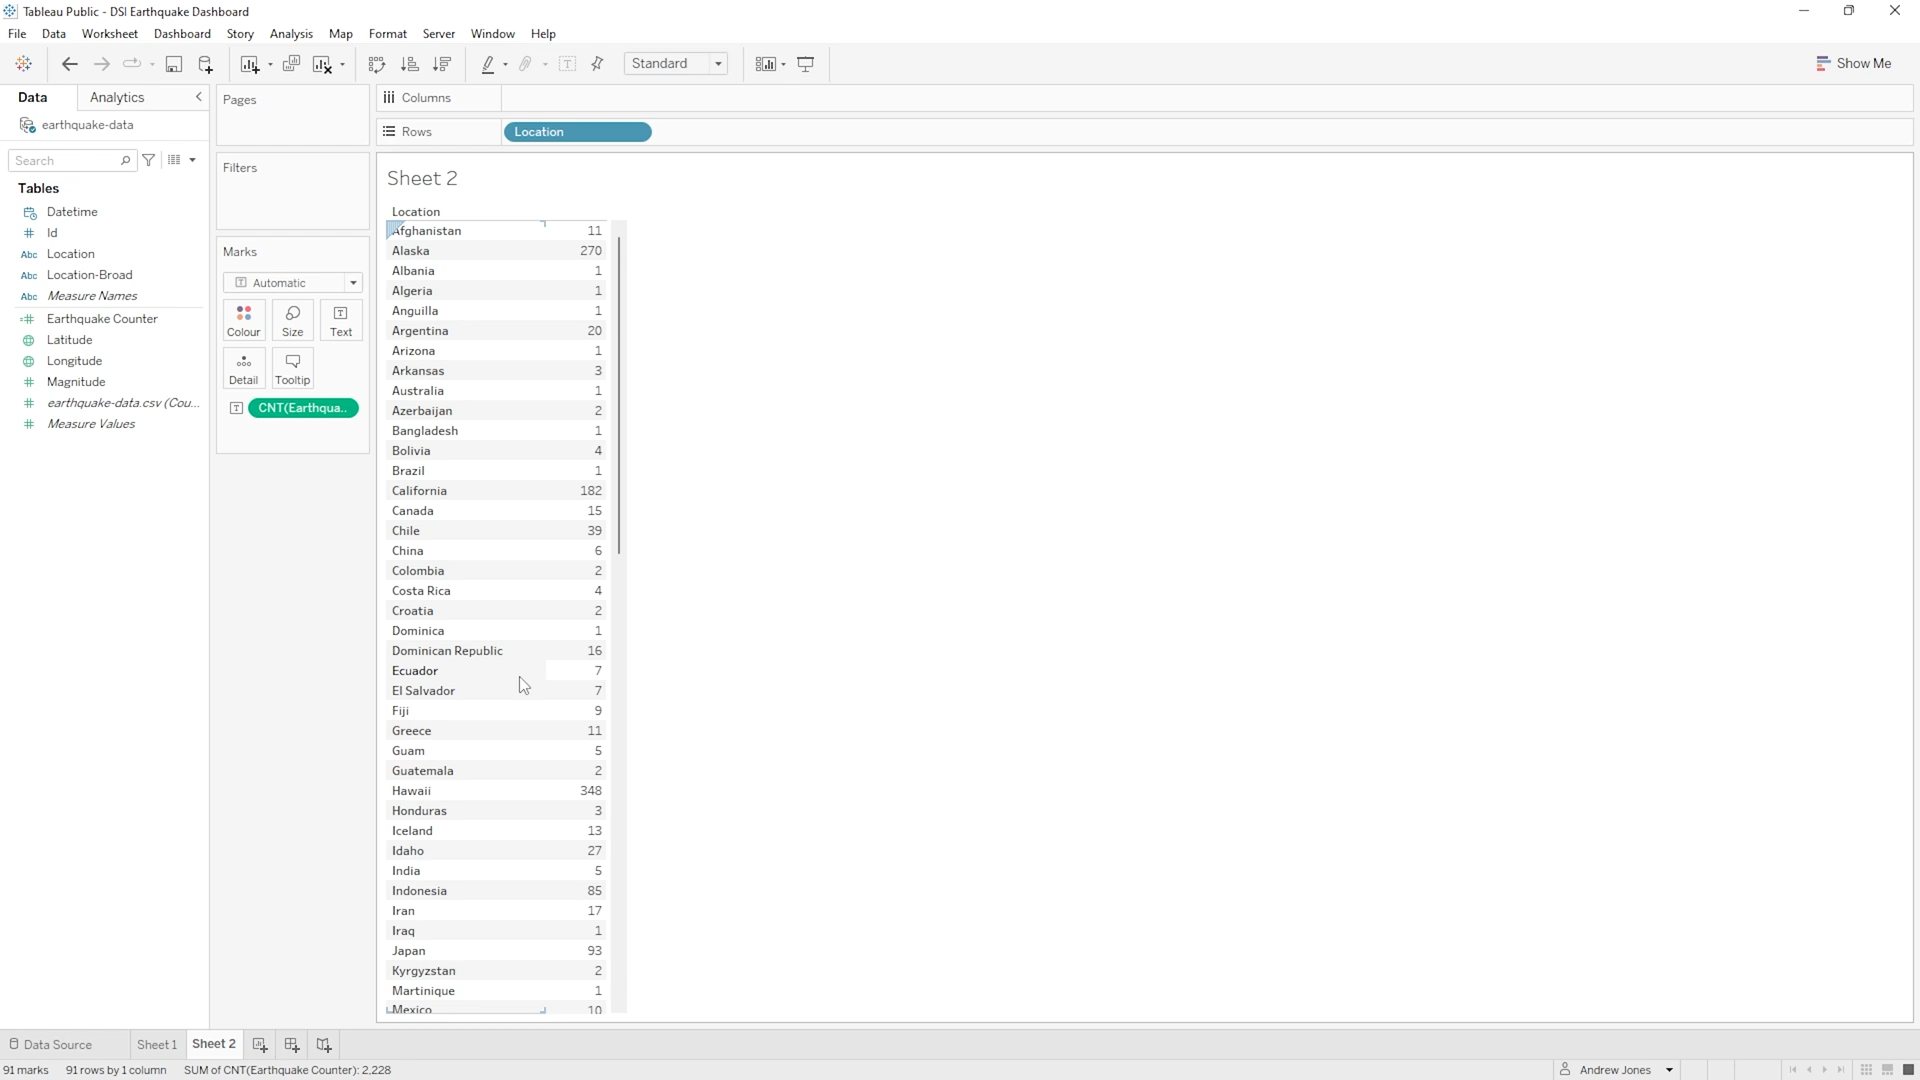 Tableau Public - DSI Earthquake Dashboard
File Data Worksheet Dashboard Story Analysis Map Format Server Window Help
Standard
Show Me
Data Analytics
earthquake-data
Search
Tables
Datetime
Id
Abc Location
Abc Location-Broad
Abc Measure Names
Earthquake Counter
Latitude
Longitude
Magnitude
earthquake-data.csv (Cou...
Measure Values
Pages
Filters
Marks
Automatic
Colour Size Text
Detail Tooltip
CNT(Earthqua..
Columns
Rows Location
Sheet 2
Location
Afghanistan 11
Alaska 270
Albania 1
Algeria 1
Anguilla 1
Argentina 20
Arizona 1
Arkansas 3
Australia 1
Azerbaijan 2
Bangladesh 1
Bolivia 4
Brazil 1
California 182
Canada 15
Chile 39
China 6
Colombia 2
Costa Rica 4
Croatia 2
Dominica 1
Dominican Republic 16
Ecuador 7
El Salvador 7
Fiji 9
Greece 11
Guam 5
Guatemala 2
Hawaii 348
Honduras 3
Iceland 13
Idaho 27
India 5
Indonesia 85
Iran 17
Iraq 1
Japan 93
Kyrgyzstan 2
Martinique 1
Mexico 10
Data Source Sheet 1 Sheet 2
91 marks 91 rows by 1 column SUM of CNT(Earthquake Counter): 2,228 Andrew Jones